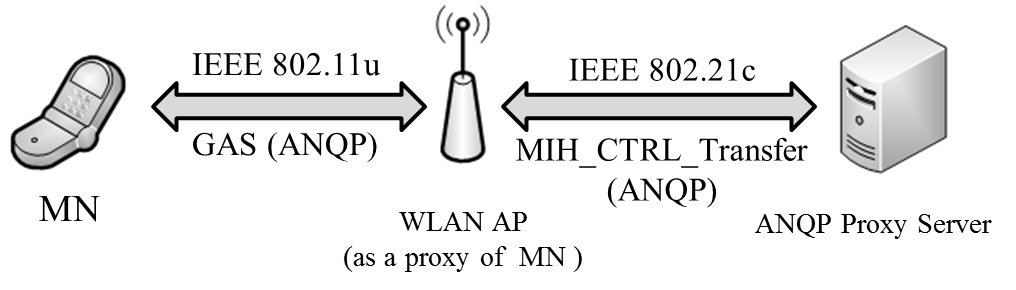 IEEE 802.11u
GAS (ANQP)
IEEE 802.21c
MIH_CTRL_Transfer
(ANQP)
MN
WLAN AP
(as a proxy of MN )
ANQP Proxy Server